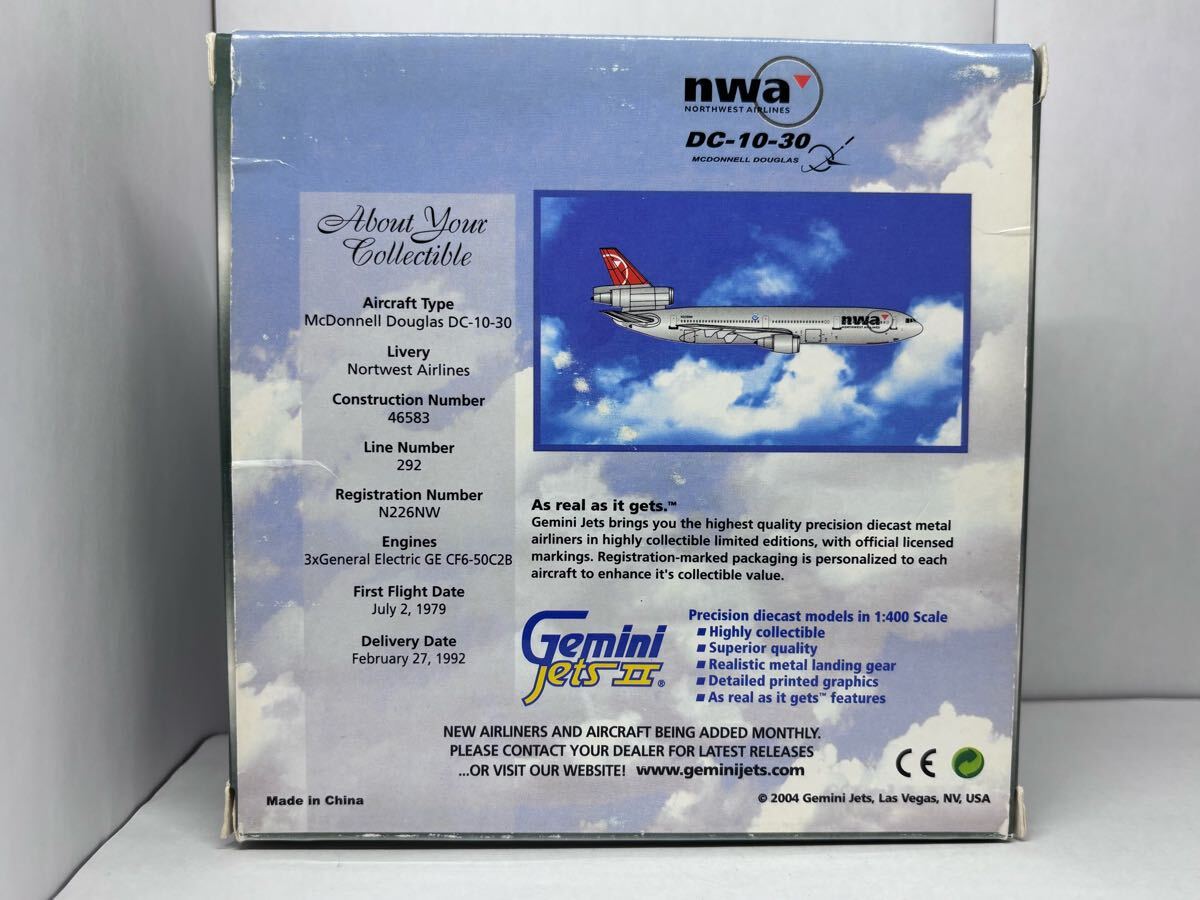 nwa
NORTHWEST AIRLINES
DC-10-30
MCDONNELL DOUGLAS
About Your
Collectible
Aircraft Type
McDonnell Douglas DC-10-30
Livery
Nortwest Airlines
Construction Number
46583
Line Number
292
Registration Number
N226NW
Engines
3xGeneral Electric GE CF6-50C2B
First Flight Date
July 2, 1979
Delivery Date
February 27, 1992
nwa
NORTHWEST AIRLINES
As real as it gets.™
Gemini Jets brings you the highest quality precision diecast metal
airliners in highly collectible limited editions, with official licensed
markings. Registration-marked packaging is personalized to each
aircraft to enhance it's collectible value.
Gemini
Jets II ®
Precision diecast models in 1:400 Scale
■ Highly collectible
■ Superior quality
■ Realistic metal landing gear
■ Detailed printed graphics
■ As real as it gets™ features
NEW AIRLINERS AND AIRCRAFT BEING ADDED MONTHLY.
PLEASE CONTACT YOUR DEALER FOR LATEST RELEASES
...OR VISIT OUR WEBSITE! www.geminijets.com
CE
Made in China
© 2004 Gemini Jets, Las Vegas, NV, USA